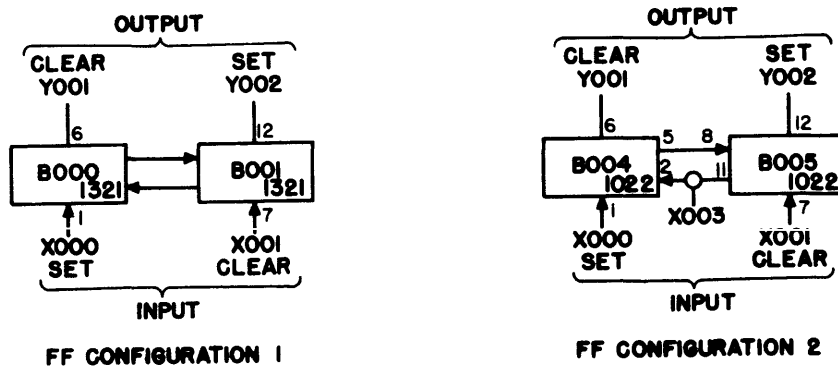 OUTPUT
CLEAR SET
Y001 Y002
6 12
B000 B001
1321 1321
1 7
X000 X001
SET CLEAR
INPUT
FF CONFIGURATION 1
OUTPUT
CLEAR SET
Y001 Y002
6 5 8 12
B004 2 11 B005
1022 1022
1 X003 7
X000 X001
SET CLEAR
INPUT
FF CONFIGURATION 2